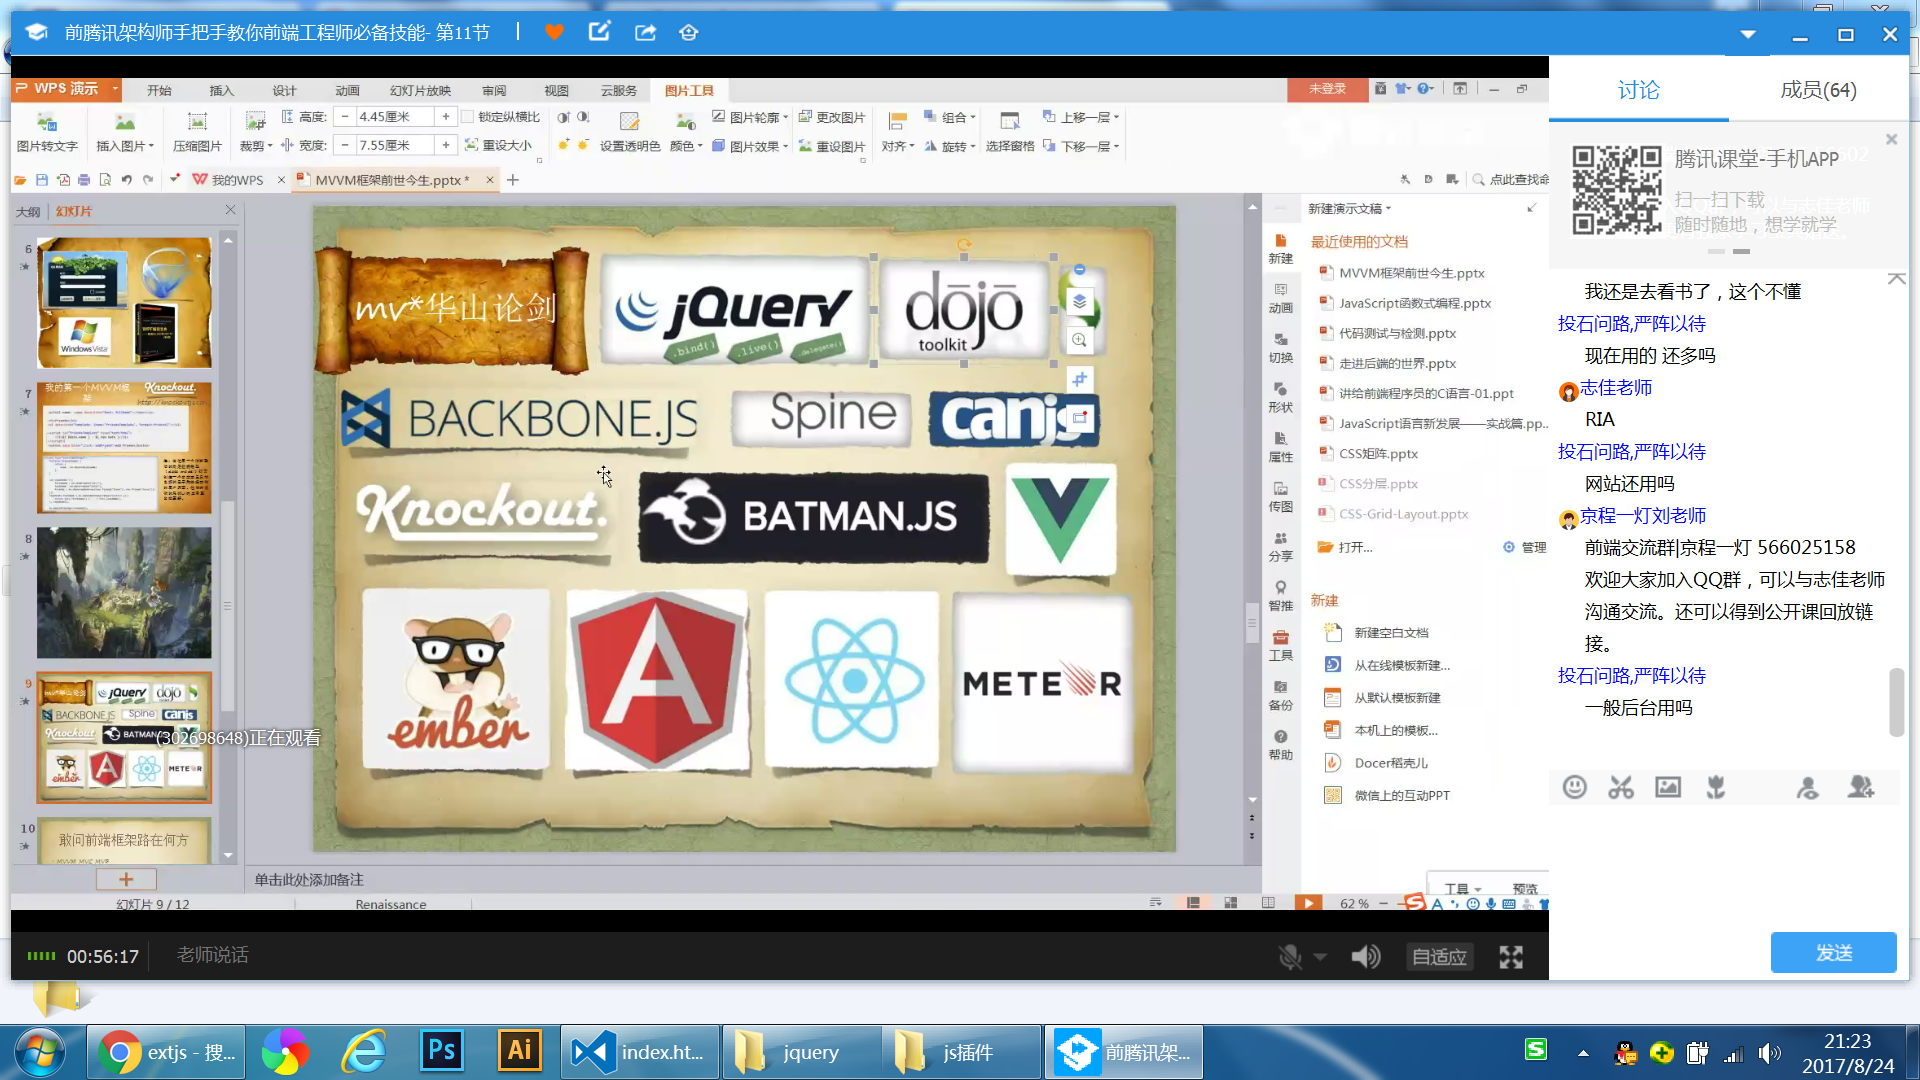 前腾讯架构师手把手教你前端工程师必备技能- 第11节
WPS 演示
开始
插入
设计
动画
幻灯片放映
审阅
视图
云服务
图片工具
未登录
图片转文字
插入图片
压缩图片
裁剪
高度:
4.45厘米
宽度:
7.55厘米
锁定纵横比
重设大小
设置透明色
颜色
图片轮廓
图片效果
更改图片
重设图片
对齐
组合
旋转
选择窗格
上移一层
下移一层
我的WPS
MVVM框架前世今生.pptx *
点此查找命
大纲
幻灯片
6
Windows Vista
7
我的第一个MVVM框架
Knockout.
8
9
(302698648)正在观看
10
敢问前端框架路在何方
mv*华山论剑
jQuery
.bind()
.live()
.delegate()
dōjō
toolkit
BACKBONE.JS
Spine
canjs
Knockout.
BATMAN.JS
ember
METEOR
单击此处添加备注
幻灯片 9 / 12
Renaissance
62 %
新建演示文稿
最近使用的文档
MVVM框架前世今生.pptx
JavaScript函数式编程.pptx
代码测试与检测.pptx
走进后端的世界.pptx
讲给前端程序员的C语言-01.ppt
JavaScript语言新发展——实战篇.pp...
CSS矩阵.pptx
CSS分层.pptx
CSS-Grid-Layout.pptx
打开...
管理
新建
新建空白文档
从在线模板新建...
从默认模板新建
本机上的模板...
Docer稻壳儿
微信上的互动PPT
新建
动画
切换
形状
属性
传图
分享
智推
工具
备份
帮助
工具
预览
00:56:17
老师说话
自适应
讨论
成员(64)
腾讯课堂-手机APP
扫一扫下载
随时随地，想学就学
我还是去看书了，这个不懂
投石问路,严阵以待
现在用的 还多吗
志佳老师
RIA
投石问路,严阵以待
网站还用吗
京程一灯刘老师
前端交流群|京程一灯 566025158
欢迎大家加入QQ群，可以与志佳老师
沟通交流。还可以得到公开课回放链
接。
投石问路,严阵以待
一般后台用吗
发送
extjs - 搜...
Ps
Ai
index.ht...
jquery
js插件
前腾讯架...
21:23
2017/8/24